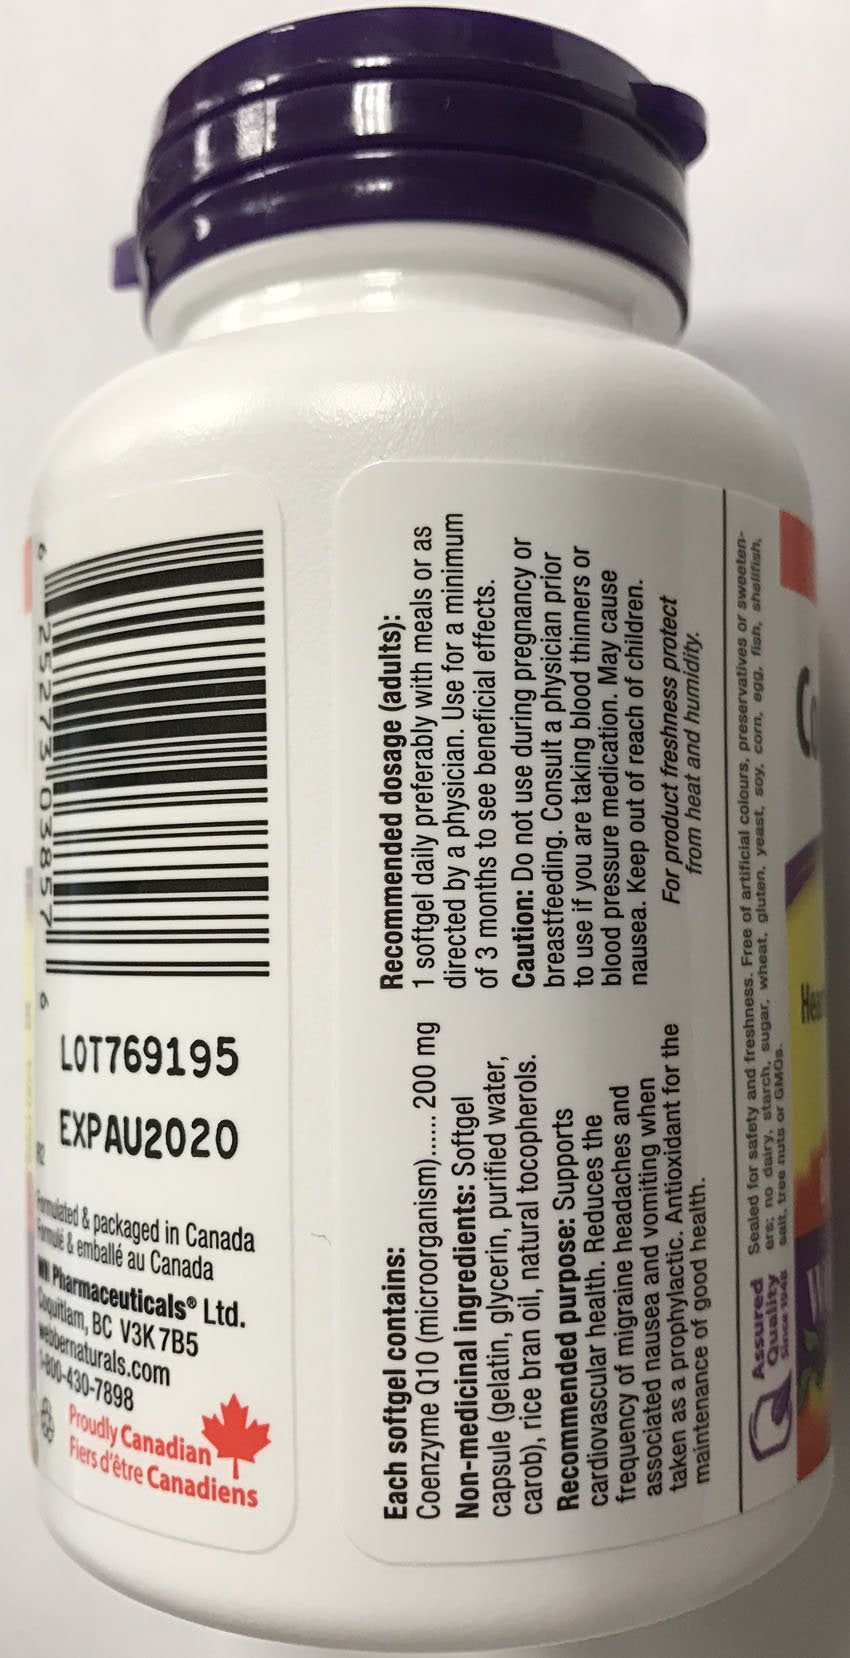 Each softgel contains:
Coenzyme Q10 (microorganism)...... 200 mg
Non-medicinal ingredients: Softgel
capsule (gelatin, glycerin, purified water,
carob), rice bran oil, natural tocopherols.
Recommended purpose: Supports
cardiovascular health. Reduces the
frequency of migraine headaches and
associated nausea and vomiting when
taken as a prophylactic. Antioxidant for the
maintenance of good health.
Recommended dosage (adults):
1 softgel daily preferably with meals or as
directed by a physician. Use for a minimum
of 3 months to see beneficial effects.
Caution: Do not use during pregnancy or
breastfeeding. Consult a physician prior
to use if you are taking blood thinners or
blood pressure medication. May cause
nausea. Keep out of reach of children.
For product freshness protect
from heat and humidity.
Assured
Quality
Since 1946
Sealed for safety and freshness. Free of artificial colours, preservatives or sweeten-
ers; no dairy, starch, sugar, wheat, gluten, yeast, soy, corn, egg, fish, shellfish,
salt, tree nuts or GMOs.
6 25273 03857 6
LOT769195
EXPAU2020
Formulated & packaged in Canada
Formulé & emballé au Canada
WN Pharmaceuticals® Ltd.
Coquitlam, BC V3K 7B5
webbernaturals.com
1-800-430-7898
Proudly Canadian
Fiers d'être Canadiens